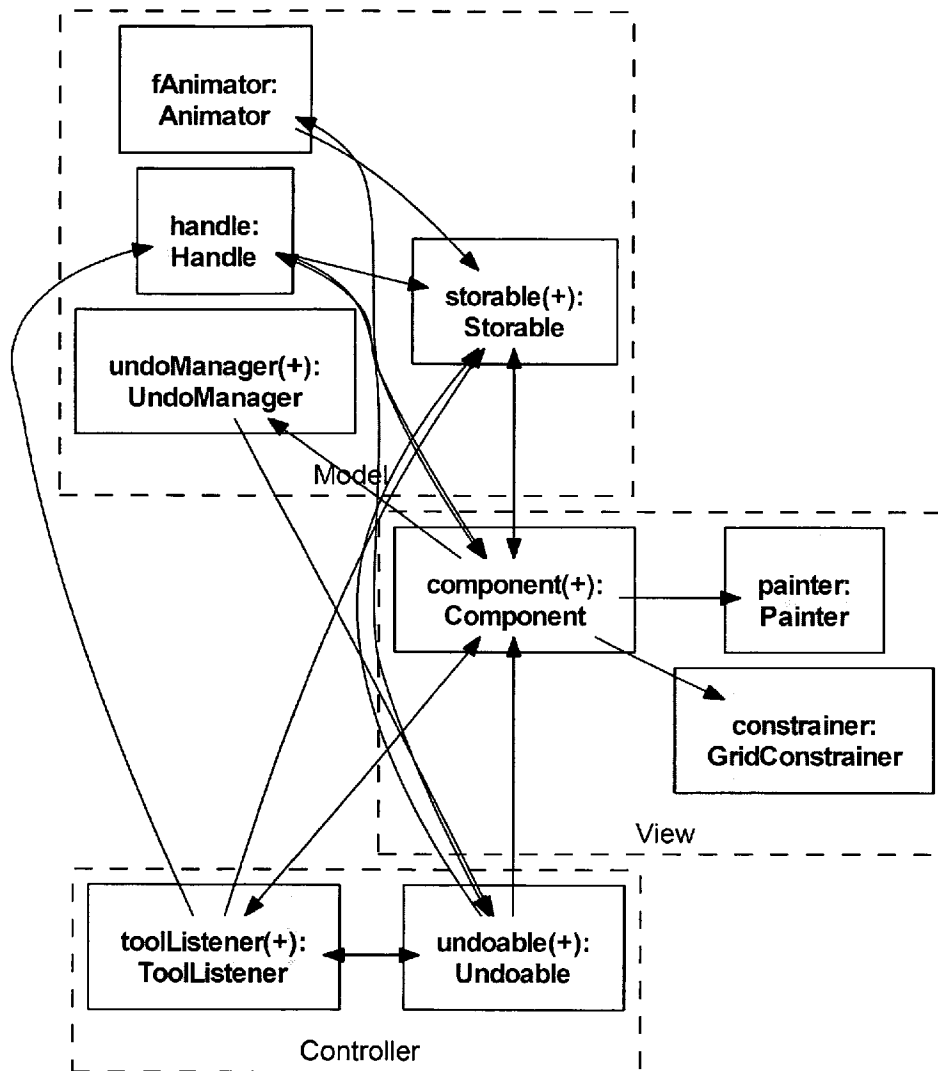 fAnimator:
Animator
handle:
Handle
storable(+):
Storable
undoManager(+):
UndoManager
Model
component(+):
Component
painter:
Painter
constrainer:
GridConstrainer
View
toolListener(+):
ToolListener
undoable(+):
Undoable
Controller